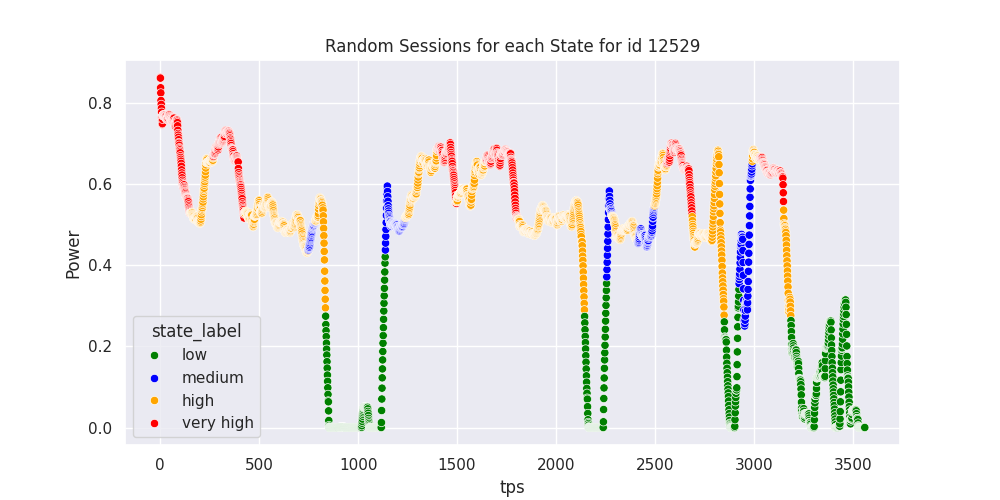 Random Sessions for each State for id 12529
Power
0.8
0.6
0.4
0.2
0.0
state_label
low
medium
high
very high
0 500 1000 1500 2000 2500 3000 3500
tps